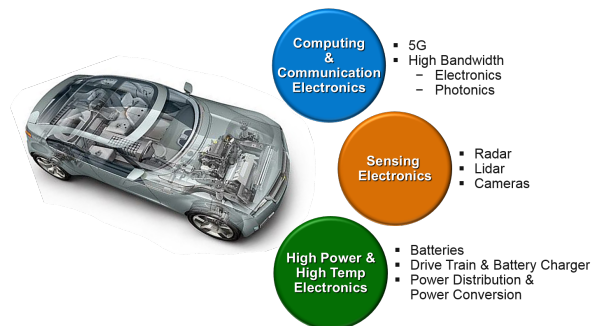 Computing
&
Communication
Electronics
▪ 5G
▪ High Bandwidth
− Electronics
− Photonics
Sensing
Electronics
▪ Radar
▪ Lidar
▪ Cameras
High Power &
High Temp
Electronics
▪ Batteries
▪ Drive Train & Battery Charger
▪ Power Distribution &
Power Conversion